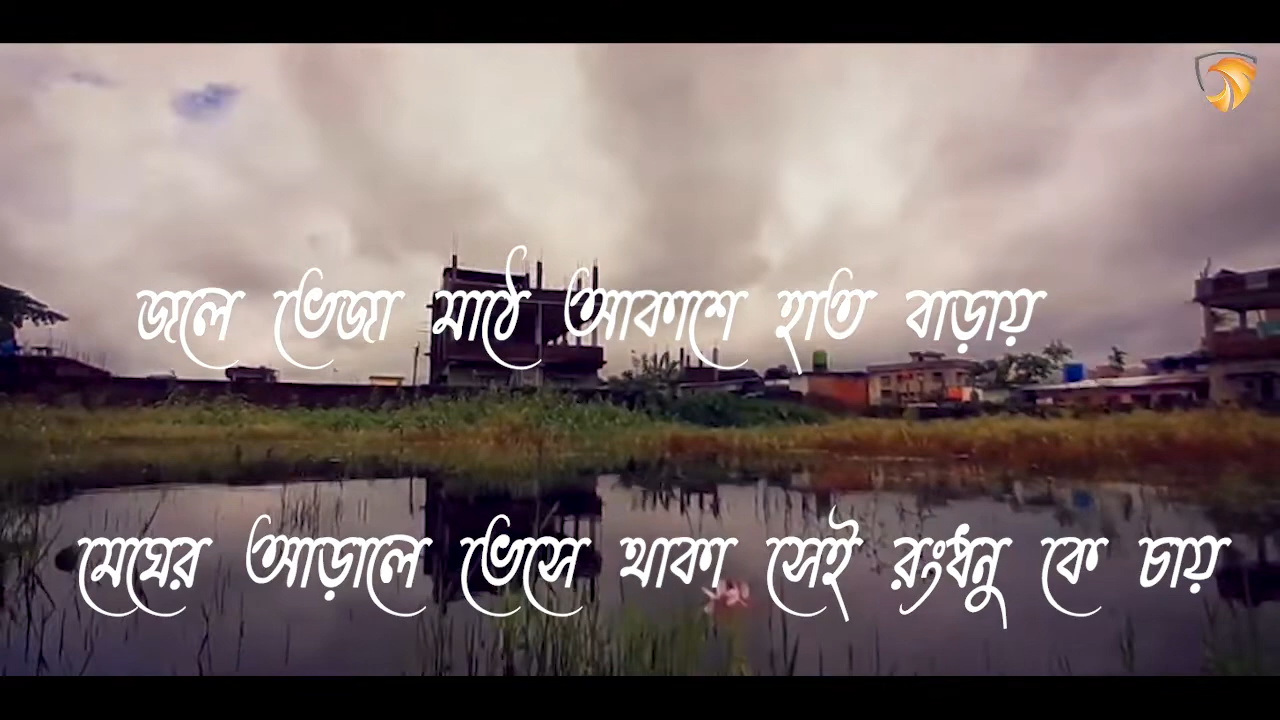 জলে ভেজা মাঠে আকাশে হাত বাড়ায়
মেঘের আড়ালে ভেসে থাকা সেই রংধনু কে চায়